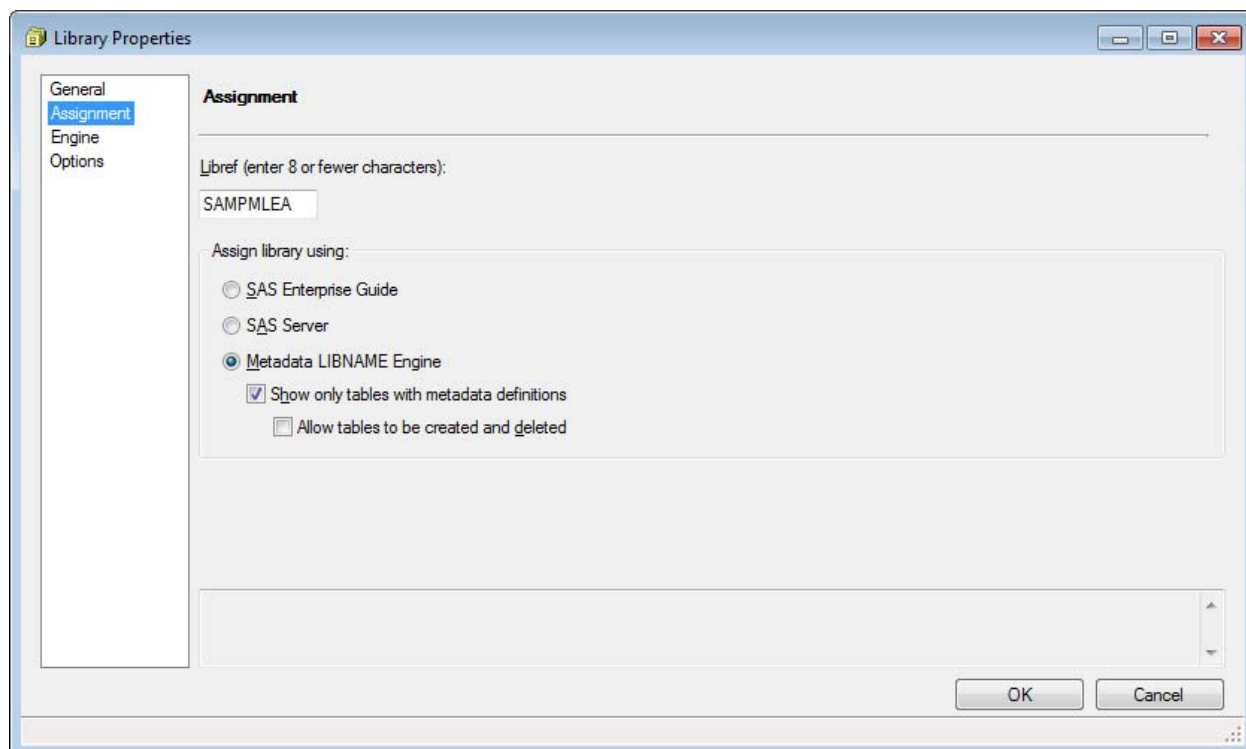 Library Properties
General
Assignment
Engine
Options
Assignment
Libref (enter 8 or fewer characters):
SAMPMLEA
Assign library using:
SAS Enterprise Guide
SAS Server
Metadata LIBNAME Engine
Show only tables with metadata definitions
Allow tables to be created and deleted
OK
Cancel